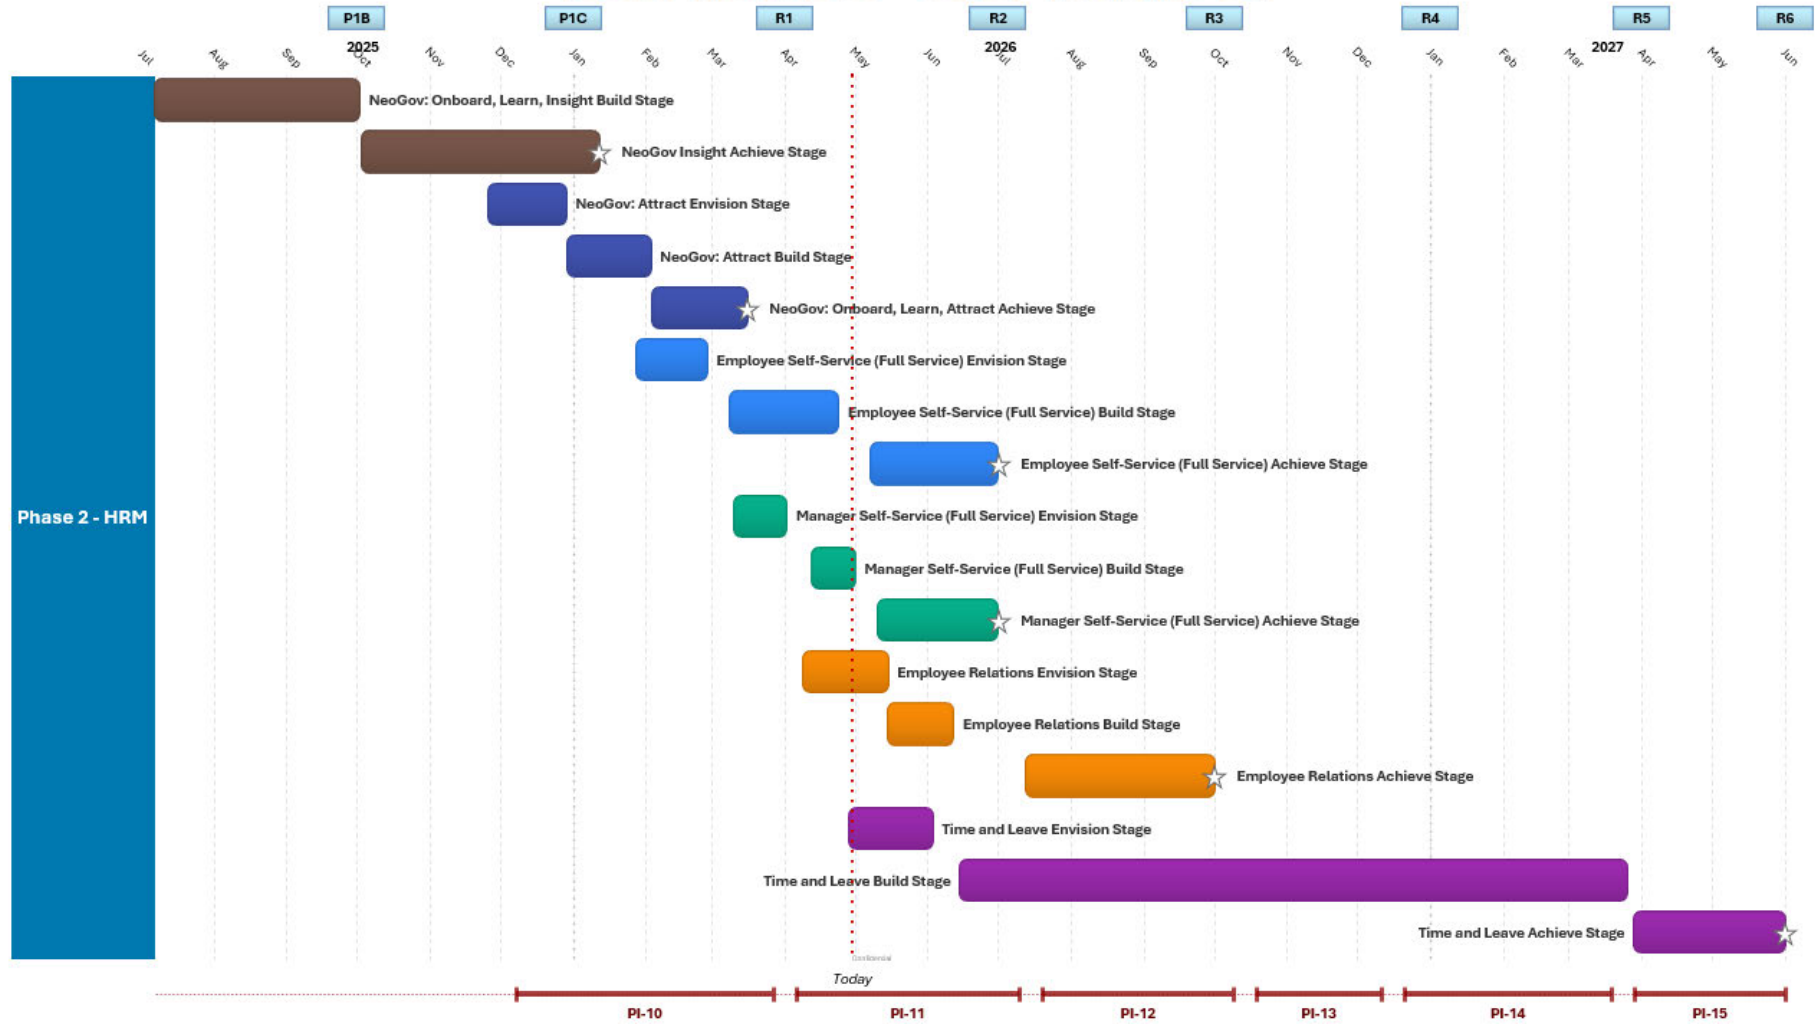 P1B P1C R1 R2 R3 R4 R5 R6
2025 2026 2027
Jul Aug Sep Oct Nov Dec Jan Feb Mar Apr May Jun Jul Aug Sep Oct Nov Dec Jan Feb Mar Apr May Jun
NeoGov: Onboard, Learn, Insight Build Stage
NeoGov Insight Achieve Stage
NeoGov: Attract Envision Stage
NeoGov: Attract Build Stage
NeoGov: Onboard, Learn, Attract Achieve Stage
Employee Self-Service (Full Service) Envision Stage
Employee Self-Service (Full Service) Build Stage
Employee Self-Service (Full Service) Achieve Stage
Phase 2 - HRM
Manager Self-Service (Full Service) Envision Stage
Manager Self-Service (Full Service) Build Stage
Manager Self-Service (Full Service) Achieve Stage
Employee Relations Envision Stage
Employee Relations Build Stage
Employee Relations Achieve Stage
Time and Leave Envision Stage
Time and Leave Build Stage
Time and Leave Achieve Stage
Confidential
Today
PI-10 PI-11 PI-12 PI-13 PI-14 PI-15